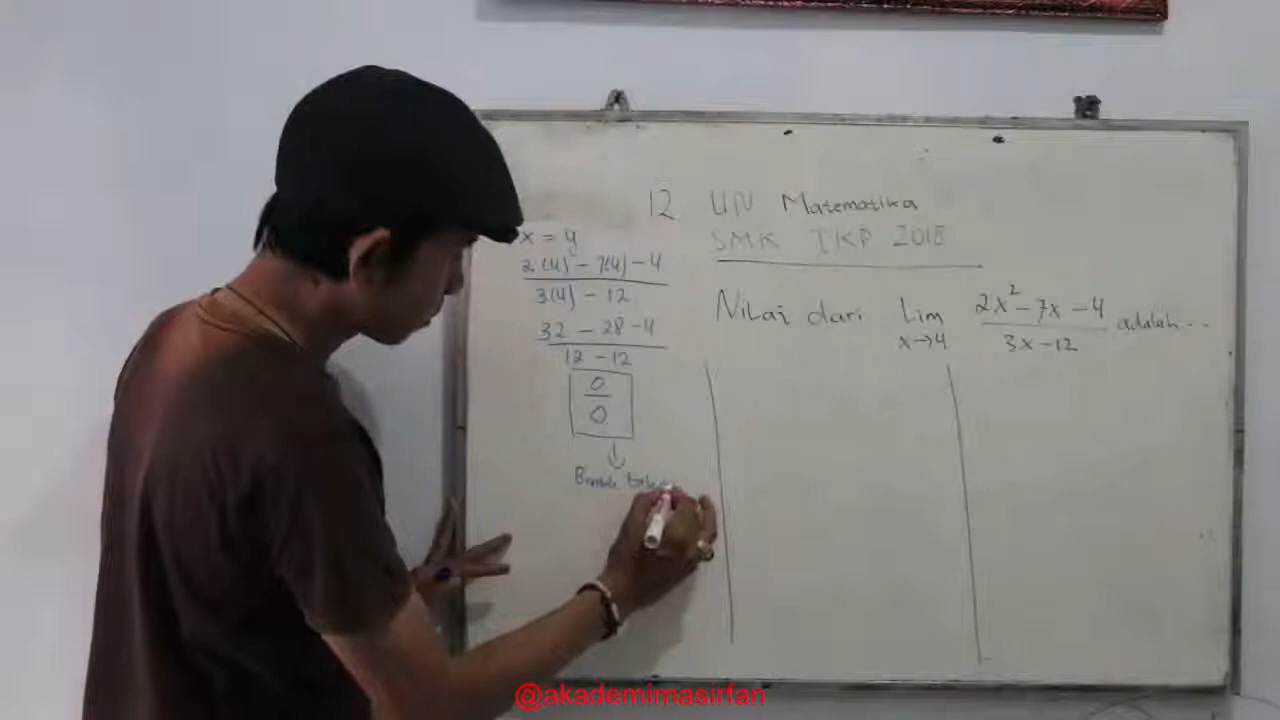 12 UN Matematika
SMK TKP 2018
Nilai dari Lim x→4 2x² - 7x - 4 / 3x - 12 adalah...
x = 4
2(4)² - 7(4) - 4
3(4) - 12
32 - 28 - 4
12 - 12
0
0
Bentuk
@akademimasirfan